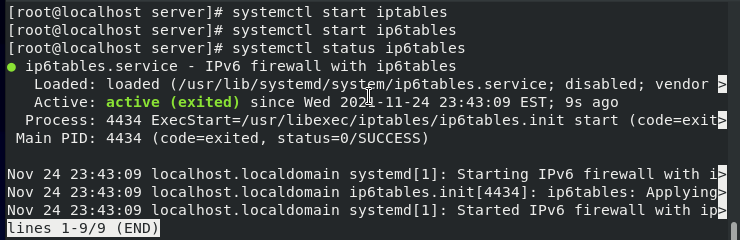 [root@localhost server]# systemctl start iptables
[root@localhost server]# systemctl start ip6tables
[root@localhost server]# systemctl status ip6tables
● ip6tables.service - IPv6 firewall with ip6tables
Loaded: loaded (/usr/lib/systemd/system/ip6tables.service; disabled; vendor >
Active: active (exited) since Wed 2021-11-24 23:43:09 EST; 9s ago
Process: 4434 ExecStart=/usr/libexec/iptables/ip6tables.init start (code=exit>
Main PID: 4434 (code=exited, status=0/SUCCESS)
Nov 24 23:43:09 localhost.localdomain systemd[1]: Starting IPv6 firewall with i>
Nov 24 23:43:09 localhost.localdomain ip6tables.init[4434]: ip6tables: Applying>
Nov 24 23:43:09 localhost.localdomain systemd[1]: Started IPv6 firewall with ip>
lines 1-9/9 (END)